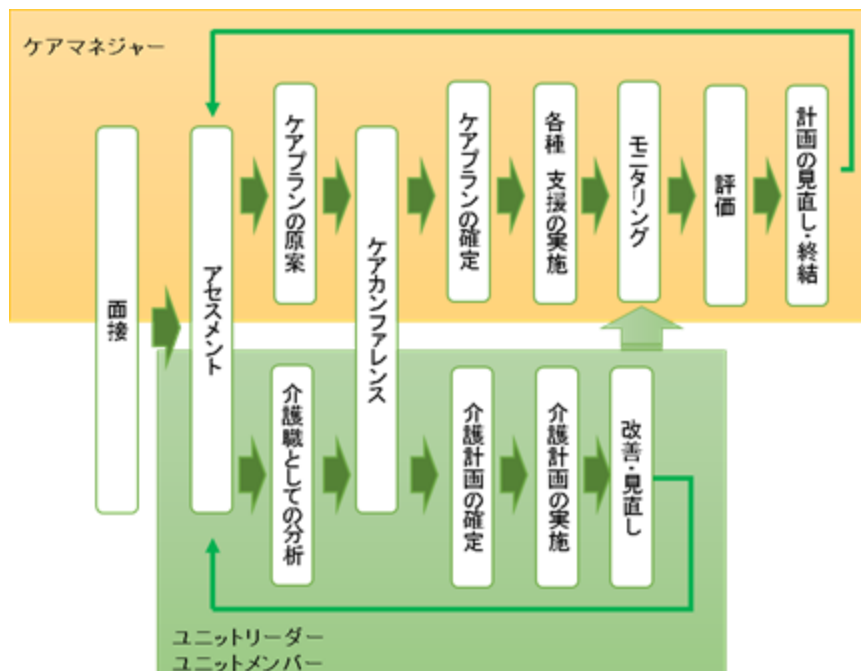 ケアマネジャー
面接
アセスメント
ケアプランの原案
ケアカンファレンス
ケアプランの確定
各種 支援の実施
モニタリング
評価
計画の見直し・終結
介護職としての分析
介護計画の確定
介護計画の実施
改善・見直し
ユニットリーダー
ユニットメンバー